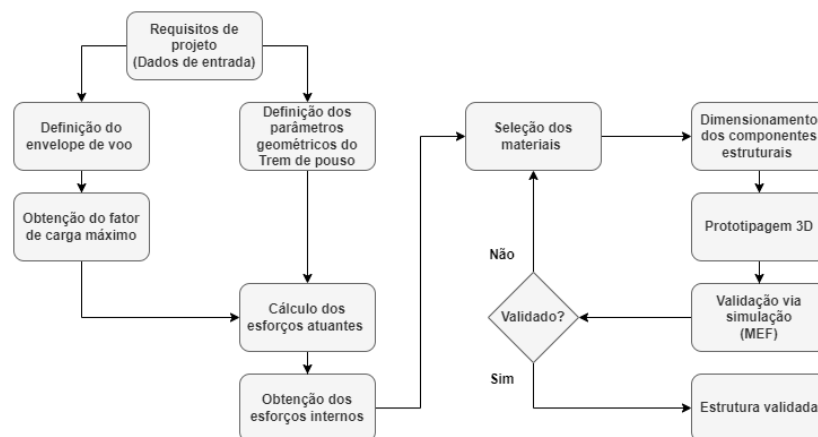 Requisitos de
projeto
(Dados de entrada)
Definição do
envelope de voo
Definição dos
parâmetros
geométricos do
Trem de pouso
Obtenção do fator
de carga máximo
Cálculo dos
esforços atuantes
Obtenção dos
esforços internos
Seleção dos
materiais
Dimensionamento
dos componentes
estruturais
Prototipagem 3D
Validação via
simulação
(MEF)
Não
Validado?
Sim
Estrutura validada